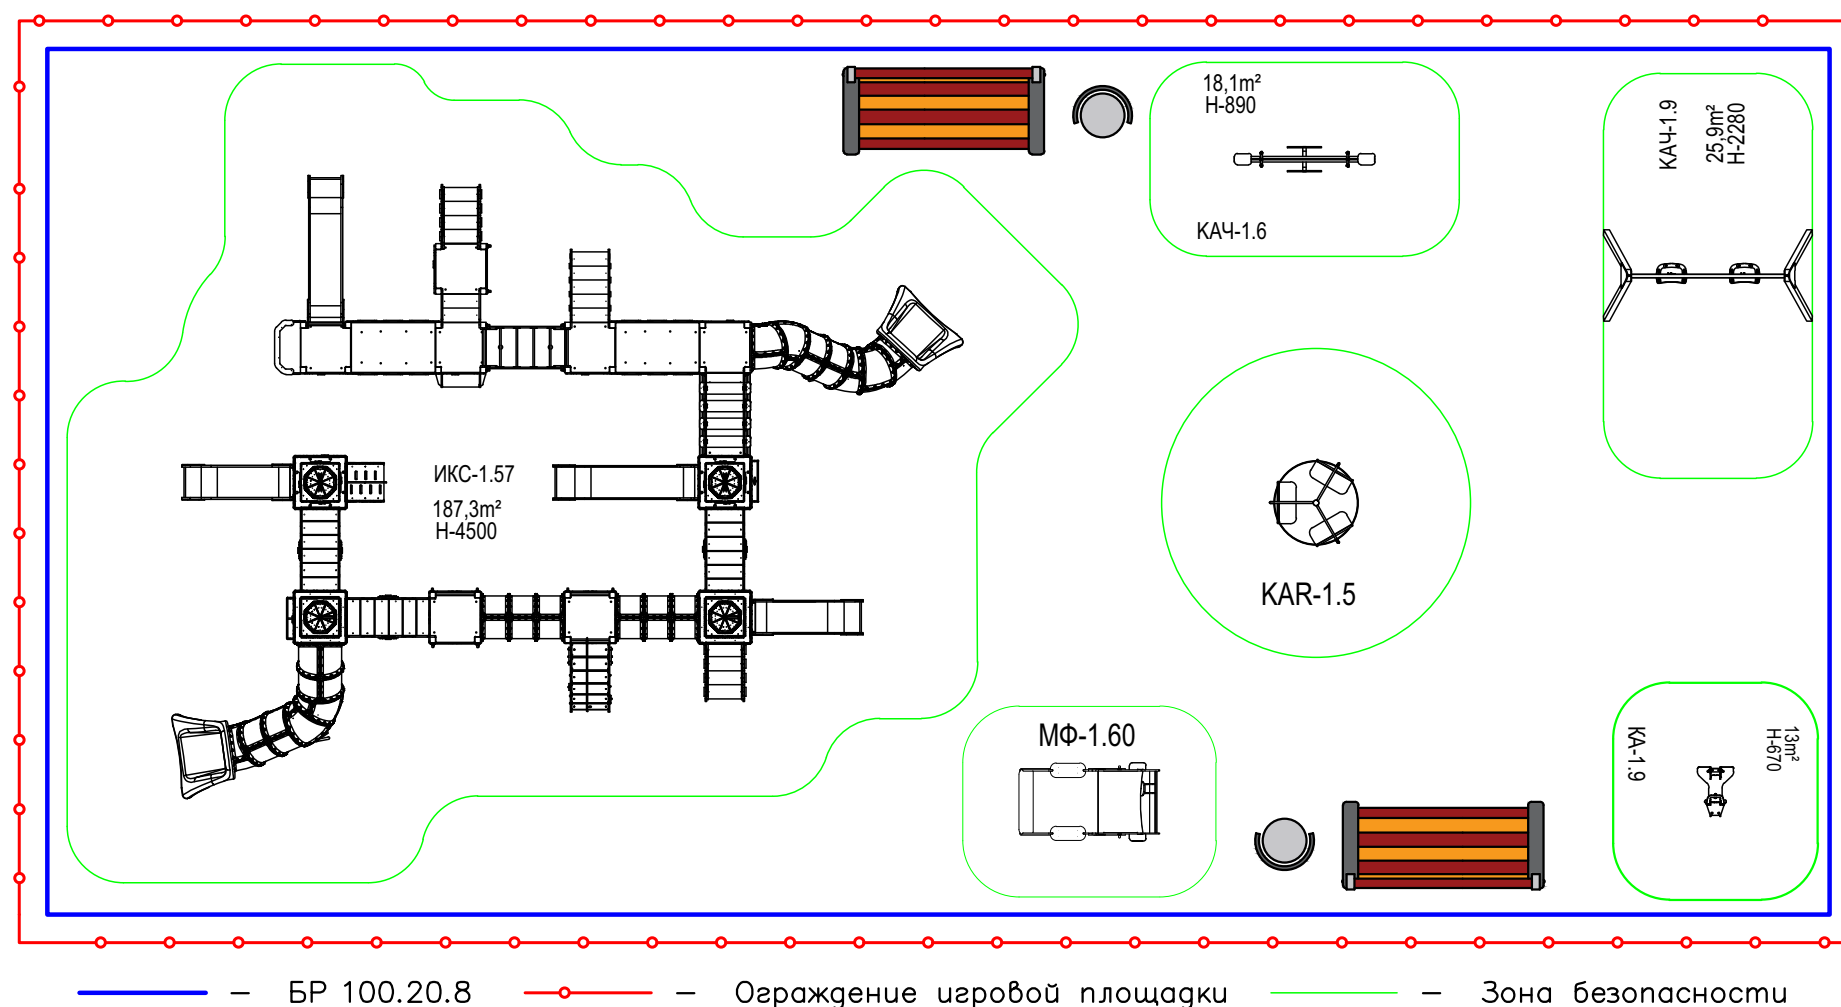 18,1m²
H-890
КАЧ-1.6
КАЧ-1.9
25,9m²
H-2280
ИКС-1.57
187,3m²
H-4500
KAR-1.5
МФ-1.60
КА-1.9
13m²
H-670
— БР 100.20.8 — Ограждение игровой площадки — Зона безопасности